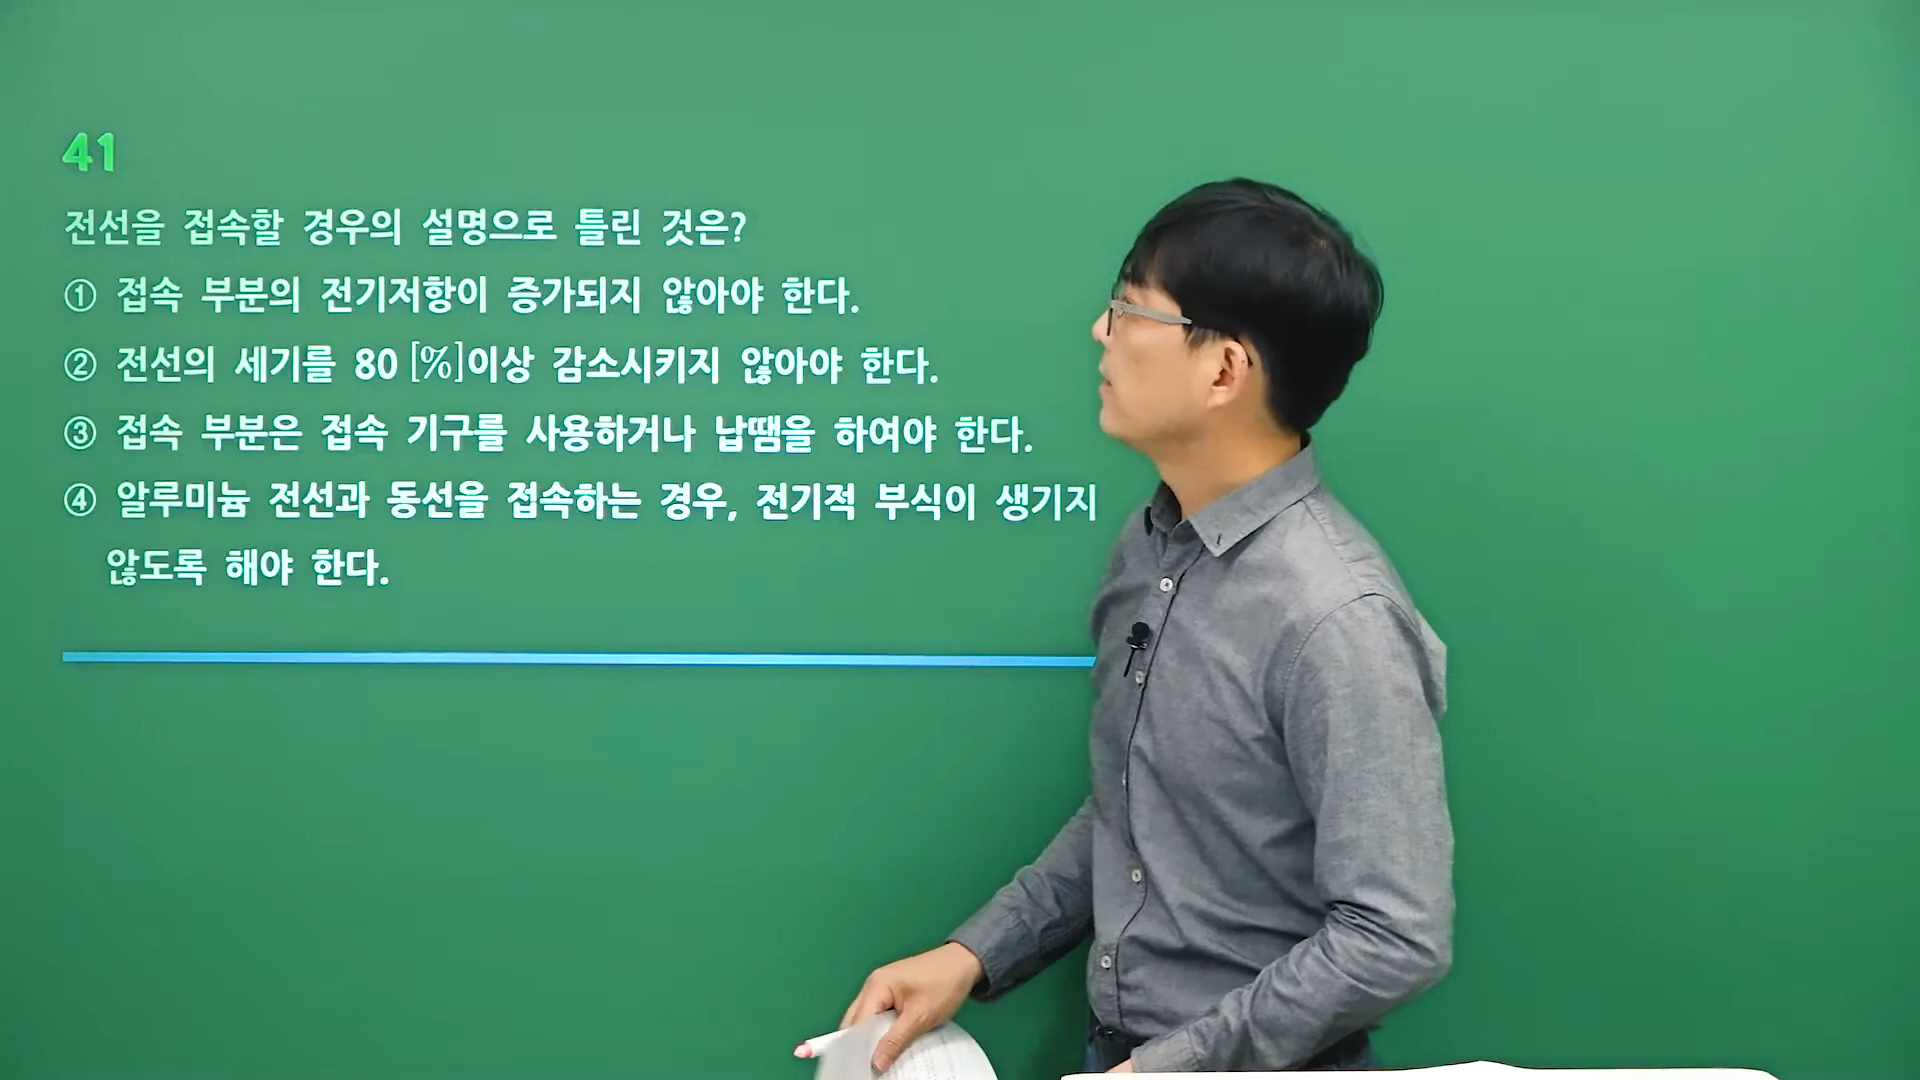 41
전선을 접속할 경우의 설명으로 틀린 것은?
① 접속 부분의 전기저항이 증가되지 않아야 한다.
② 전선의 세기를 80 [%]이상 감소시키지 않아야 한다.
③ 접속 부분은 접속 기구를 사용하거나 납땜을 하여야 한다.
④ 알루미늄 전선과 동선을 접속하는 경우, 전기적 부식이 생기지
않도록 해야 한다.